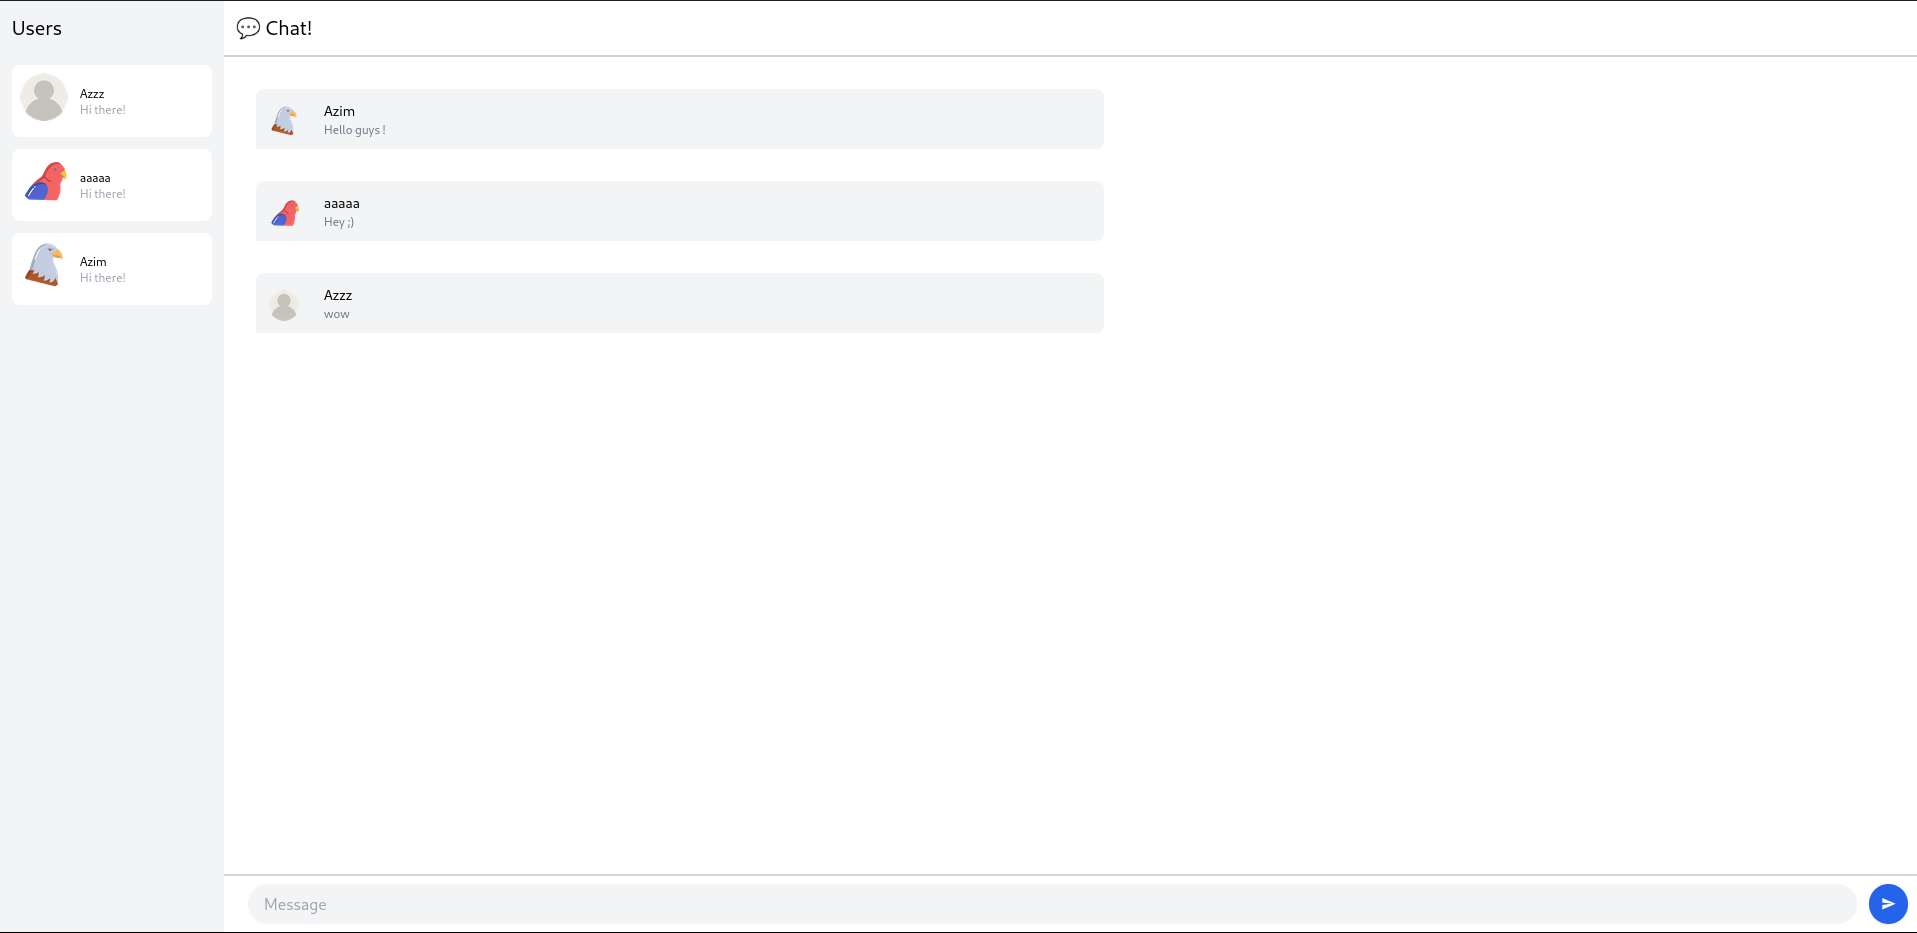 Users
Azzz
Hi there!
aaaaa
Hi there!
Azim
Hi there!
💬 Chat!
Azim
Hello guys !
aaaaa
Hey ;)
Azzz
wow
Message